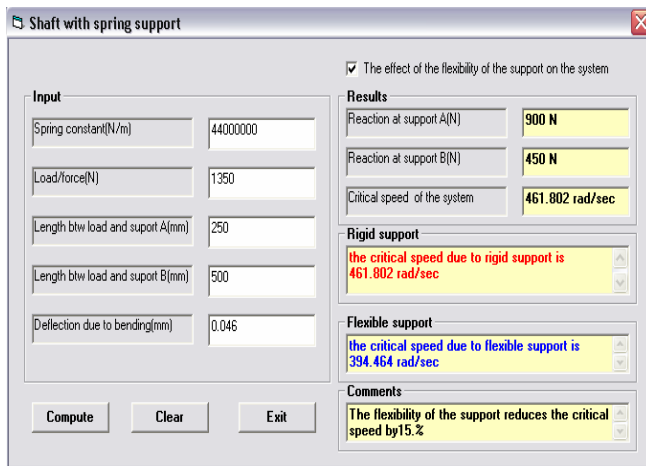 Shaft with spring support
The effect of the flexibility of the support on the system
Input
Spring constant(N/m)
44000000
Load/force(N)
1350
Length btw load and suport A(mm)
250
Length btw load and suport B(mm)
500
Deflection due to bending(mm)
0.046
Compute
Clear
Exit
Results
Reaction at support A(N)
900 N
Reaction at support B(N)
450 N
Critical speed of the system
461.802 rad/sec
Rigid support
the critical speed due to rigid support is
461.802 rad/sec
Flexible support
the critical speed due to flexible support is
394.464 rad/sec
Comments
The flexibility of the support reduces the critical
speed by15.%